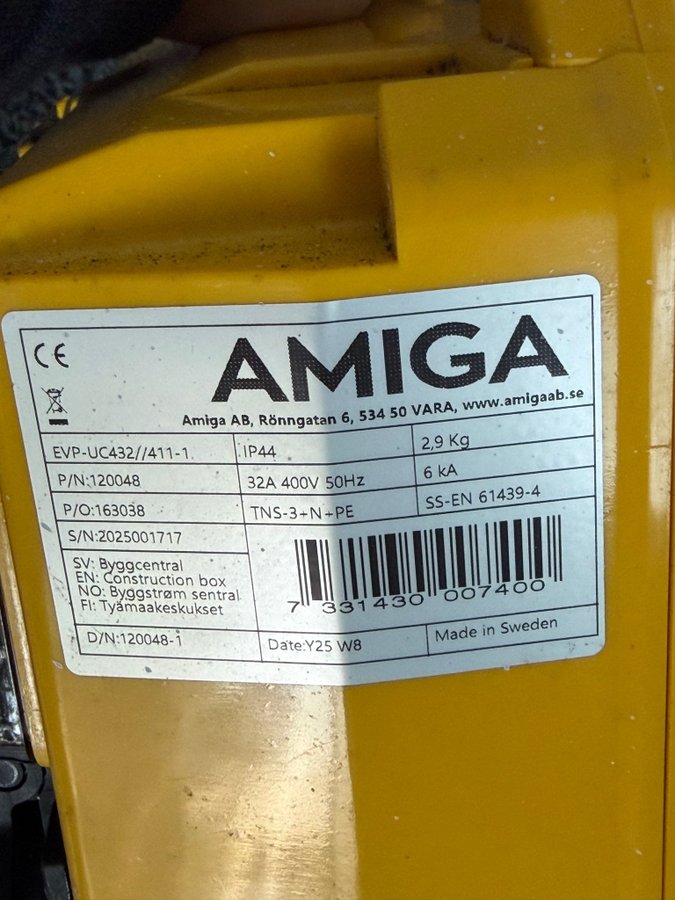 CE
AMIGA
Amiga AB, Rönngatan 6, 534 50 VARA, www.amigaab.se
EVP-UC432//411-1 IP44 2,9 Kg
P/N:120048 32A 400V 50Hz 6 kA
P/O:163038 TNS-3+N+PE SS-EN 61439-4
S/N:2025001717
SV: Byggcentral
EN: Construction box
NO: Byggstrøm sentral
FI: Tyämaakeskukset
7 331430 007400
D/N:120048-1 Date:Y25 W8 Made in Sweden